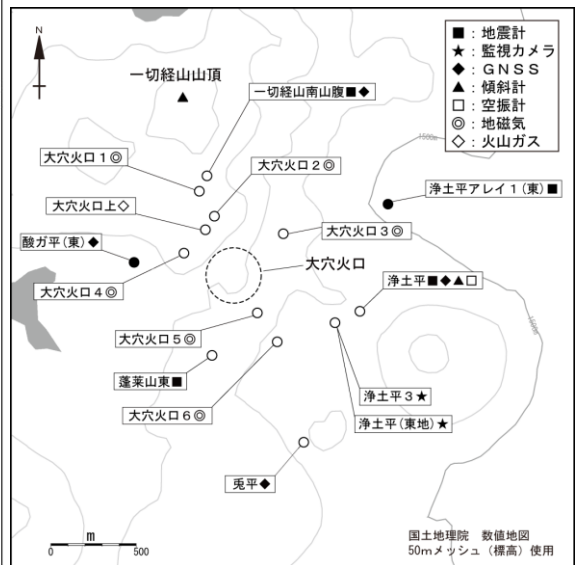 N
■：地震計
★：監視カメラ
◆：ＧＮＳＳ
▲：傾斜計
□：空振計
◎：地磁気
◇：火山ガス
一切経山山頂
一切経山南山腹■◆
大穴火口１◎
大穴火口２◎
1500m
大穴火口上◇
浄土平アレイ１(東)■
酸ガ平(東)◆
大穴火口３◎
大穴火口
大穴火口４◎
浄土平■◆▲□
1500m
大穴火口５◎
蓬莱山東■
浄土平３★
大穴火口６◎
浄土平(東地)★
兎平◆
m
0 500
国土地理院　数値地図
50mメッシュ（標高）使用